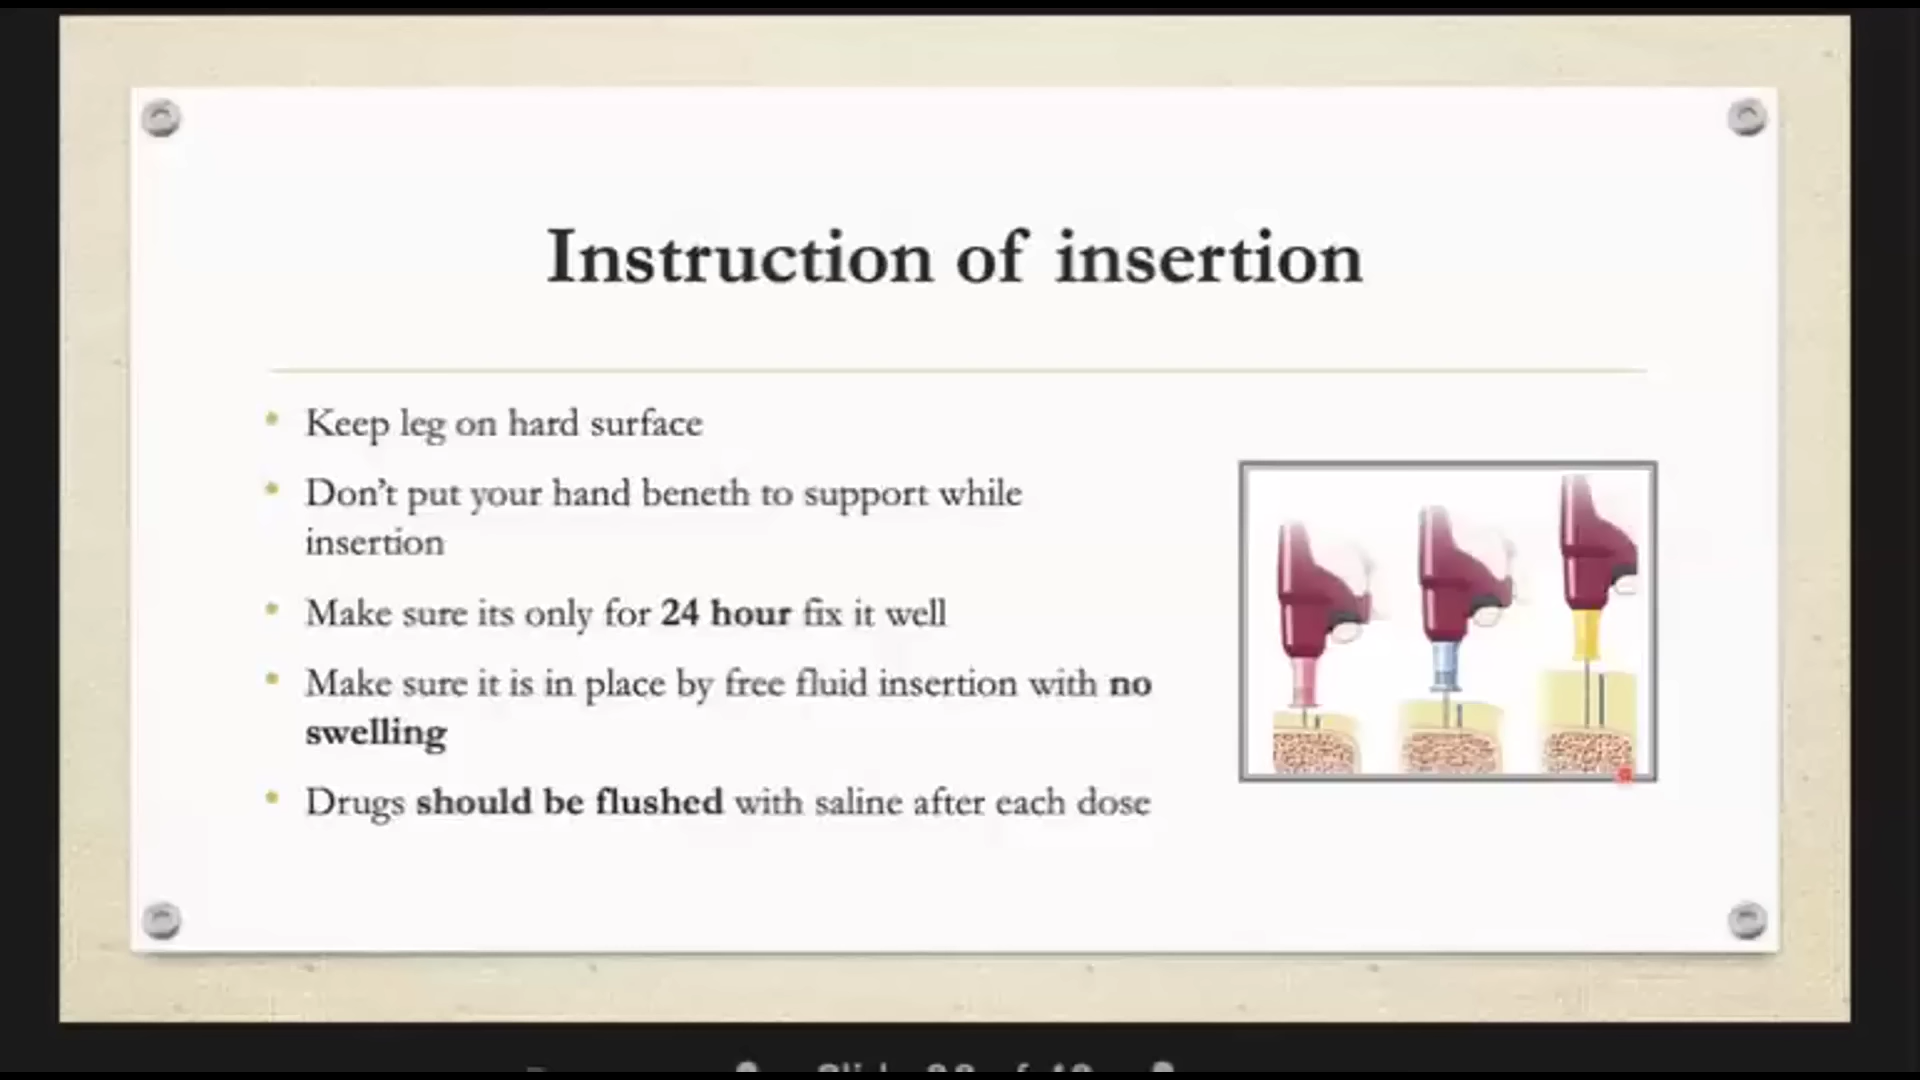 Instruction of insertion
Keep leg on hard surface
Don't put your hand beneth to support while
insertion
Make sure its only for 24 hour fix it well
Make sure it is in place by free fluid insertion with no
swelling
Drugs should be flushed with saline after each dose